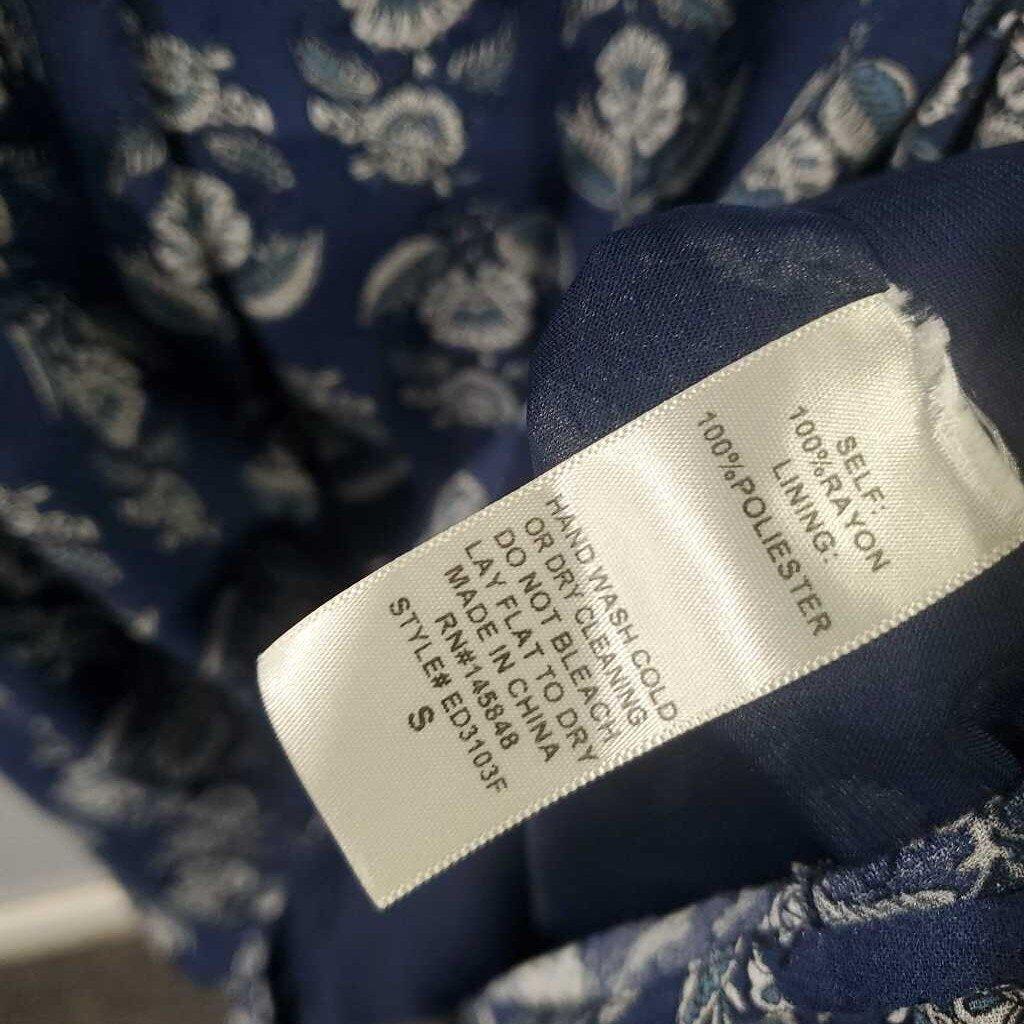 SELF:
100%RAYON
LINING:
100%POLIESTER
HAND WASH COLD
OR DRY CLEANING
DO NOT BLEACH
LAY FLAT TO DRY
MADE IN CHINA
RN#145848
STYLE# ED3103F
S